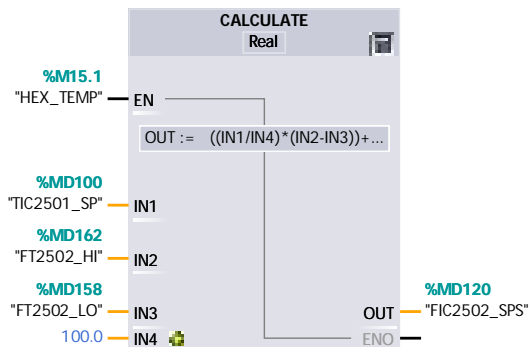 CALCULATE
Real
%M15.1
"HEX_TEMP"
EN
OUT := ((IN1/IN4)*(IN2-IN3))+...
%MD100
"TIC2501_SP"
IN1
%MD162
"FT2502_HI"
IN2
%MD158
"FT2502_LO"
IN3
%MD120
OUT
"FIC2502_SPS"
100.0
IN4
ENO